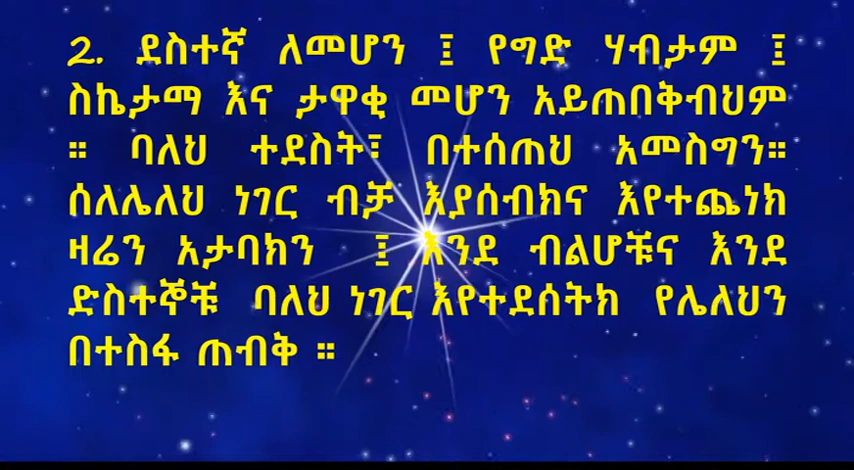 2. ደስተኛ ለመሆን ፤ የግድ ሃብታም ፤
ስኬታማ እና ታዋቂ መሆን አይጠበቅብህም
። ባለህ ተደስት፣ በተሰጠህ አመስግን።
ሰለሌለህ ነገር ብቻ እያሰብክና እየተጨነክ
ዛሬን አታባክን ፤ እንደ ብልሆቹና እንደ
ድስተኞቹ ባለህ ነገር እየተደሰትክ የሌለህን
በተስፋ ጠብቅ ።